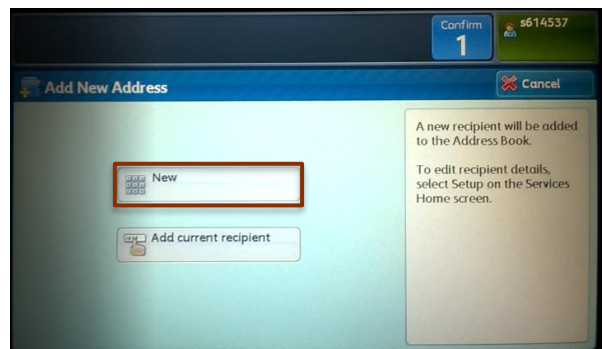 Confirm
1
s614537
Add New Address
Cancel
A new recipient will be added
to the Address Book.
To edit recipient details,
select Setup on the Services
Home screen.
New
Add current recipient